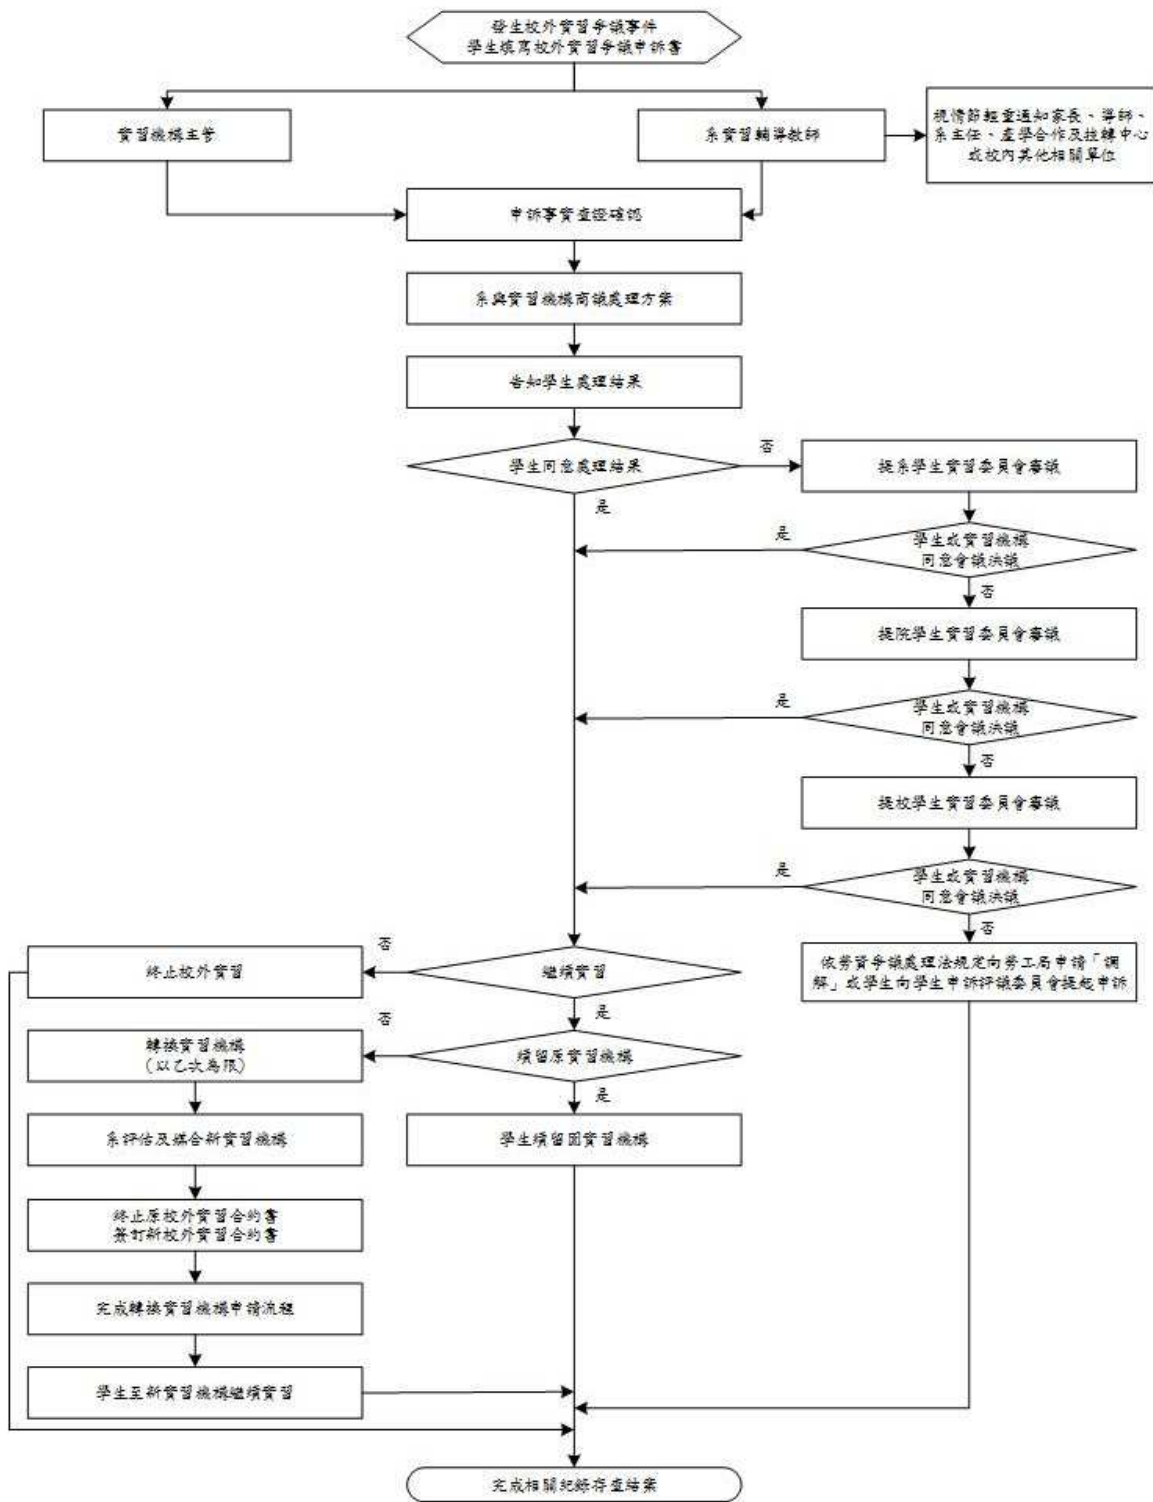 發生校外實習爭議事件
學生填寫校外實習爭議申訴書
實習機構主管
系實習輔導教師
視情節輕重通知家長、導師、
系主任、產學合作及技轉中心
或校內其他相關單位
申訴事實查證確認
系與實習機構商議處理方案
告知學生處理結果
學生同意處理結果
否
是
提系學生實習委員會審議
學生或實習機構
同意會議決議
是
否
提院學生實習委員會審議
學生或實習機構
同意會議決議
是
否
提校學生實習委員會審議
學生或實習機構
同意會議決議
是
否
依勞資爭議處理法規定向勞工局申請「調
解」或學生向學生申訴評議委員會提起申訴
繼續實習
否
是
終止校外實習
續留原實習機構
否
是
轉換實習機構
(以乙次為限)
系評估及媒合新實習機構
學生續留原實習機構
終止原校外實習合約書
簽訂新校外實習合約書
完成轉換實習機構申請流程
學生至新實習機構繼續實習
完成相關紀錄存查結案